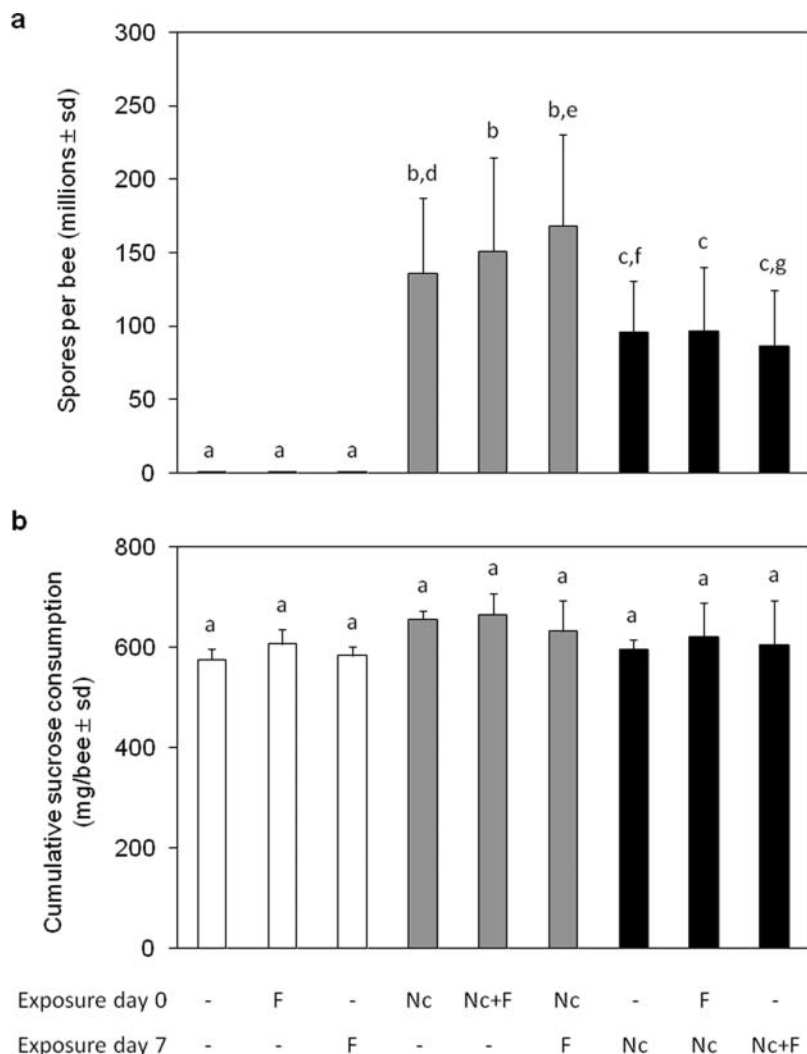 a
300
250
200
150
100
50
0
Spores per bee (millions ± sd)
a a a b,d b b,e c,f c c,g
b
800
600
400
200
0
Cumulative sucrose consumption
(mg/bee ± sd)
a a a a a a a a a
Exposure day 0 - F - Nc Nc+F Nc - F -
Exposure day 7 - - F - - F Nc Nc Nc+F